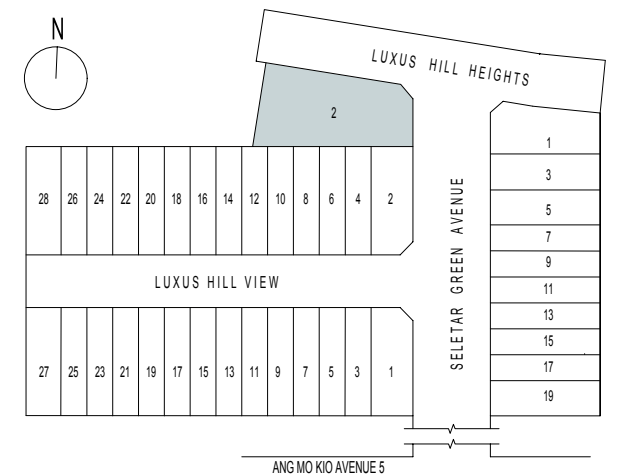 N
LUXUS HILL HEIGHTS
2
1
3
5
7
9
11
13
15
17
19
SELETAR GREEN AVENUE
28 26 24 22 20 18 16 14 12 10 8 6 4 2
LUXUS HILL VIEW
27 25 23 21 19 17 15 13 11 9 7 5 3 1
ANG MO KIO AVENUE 5